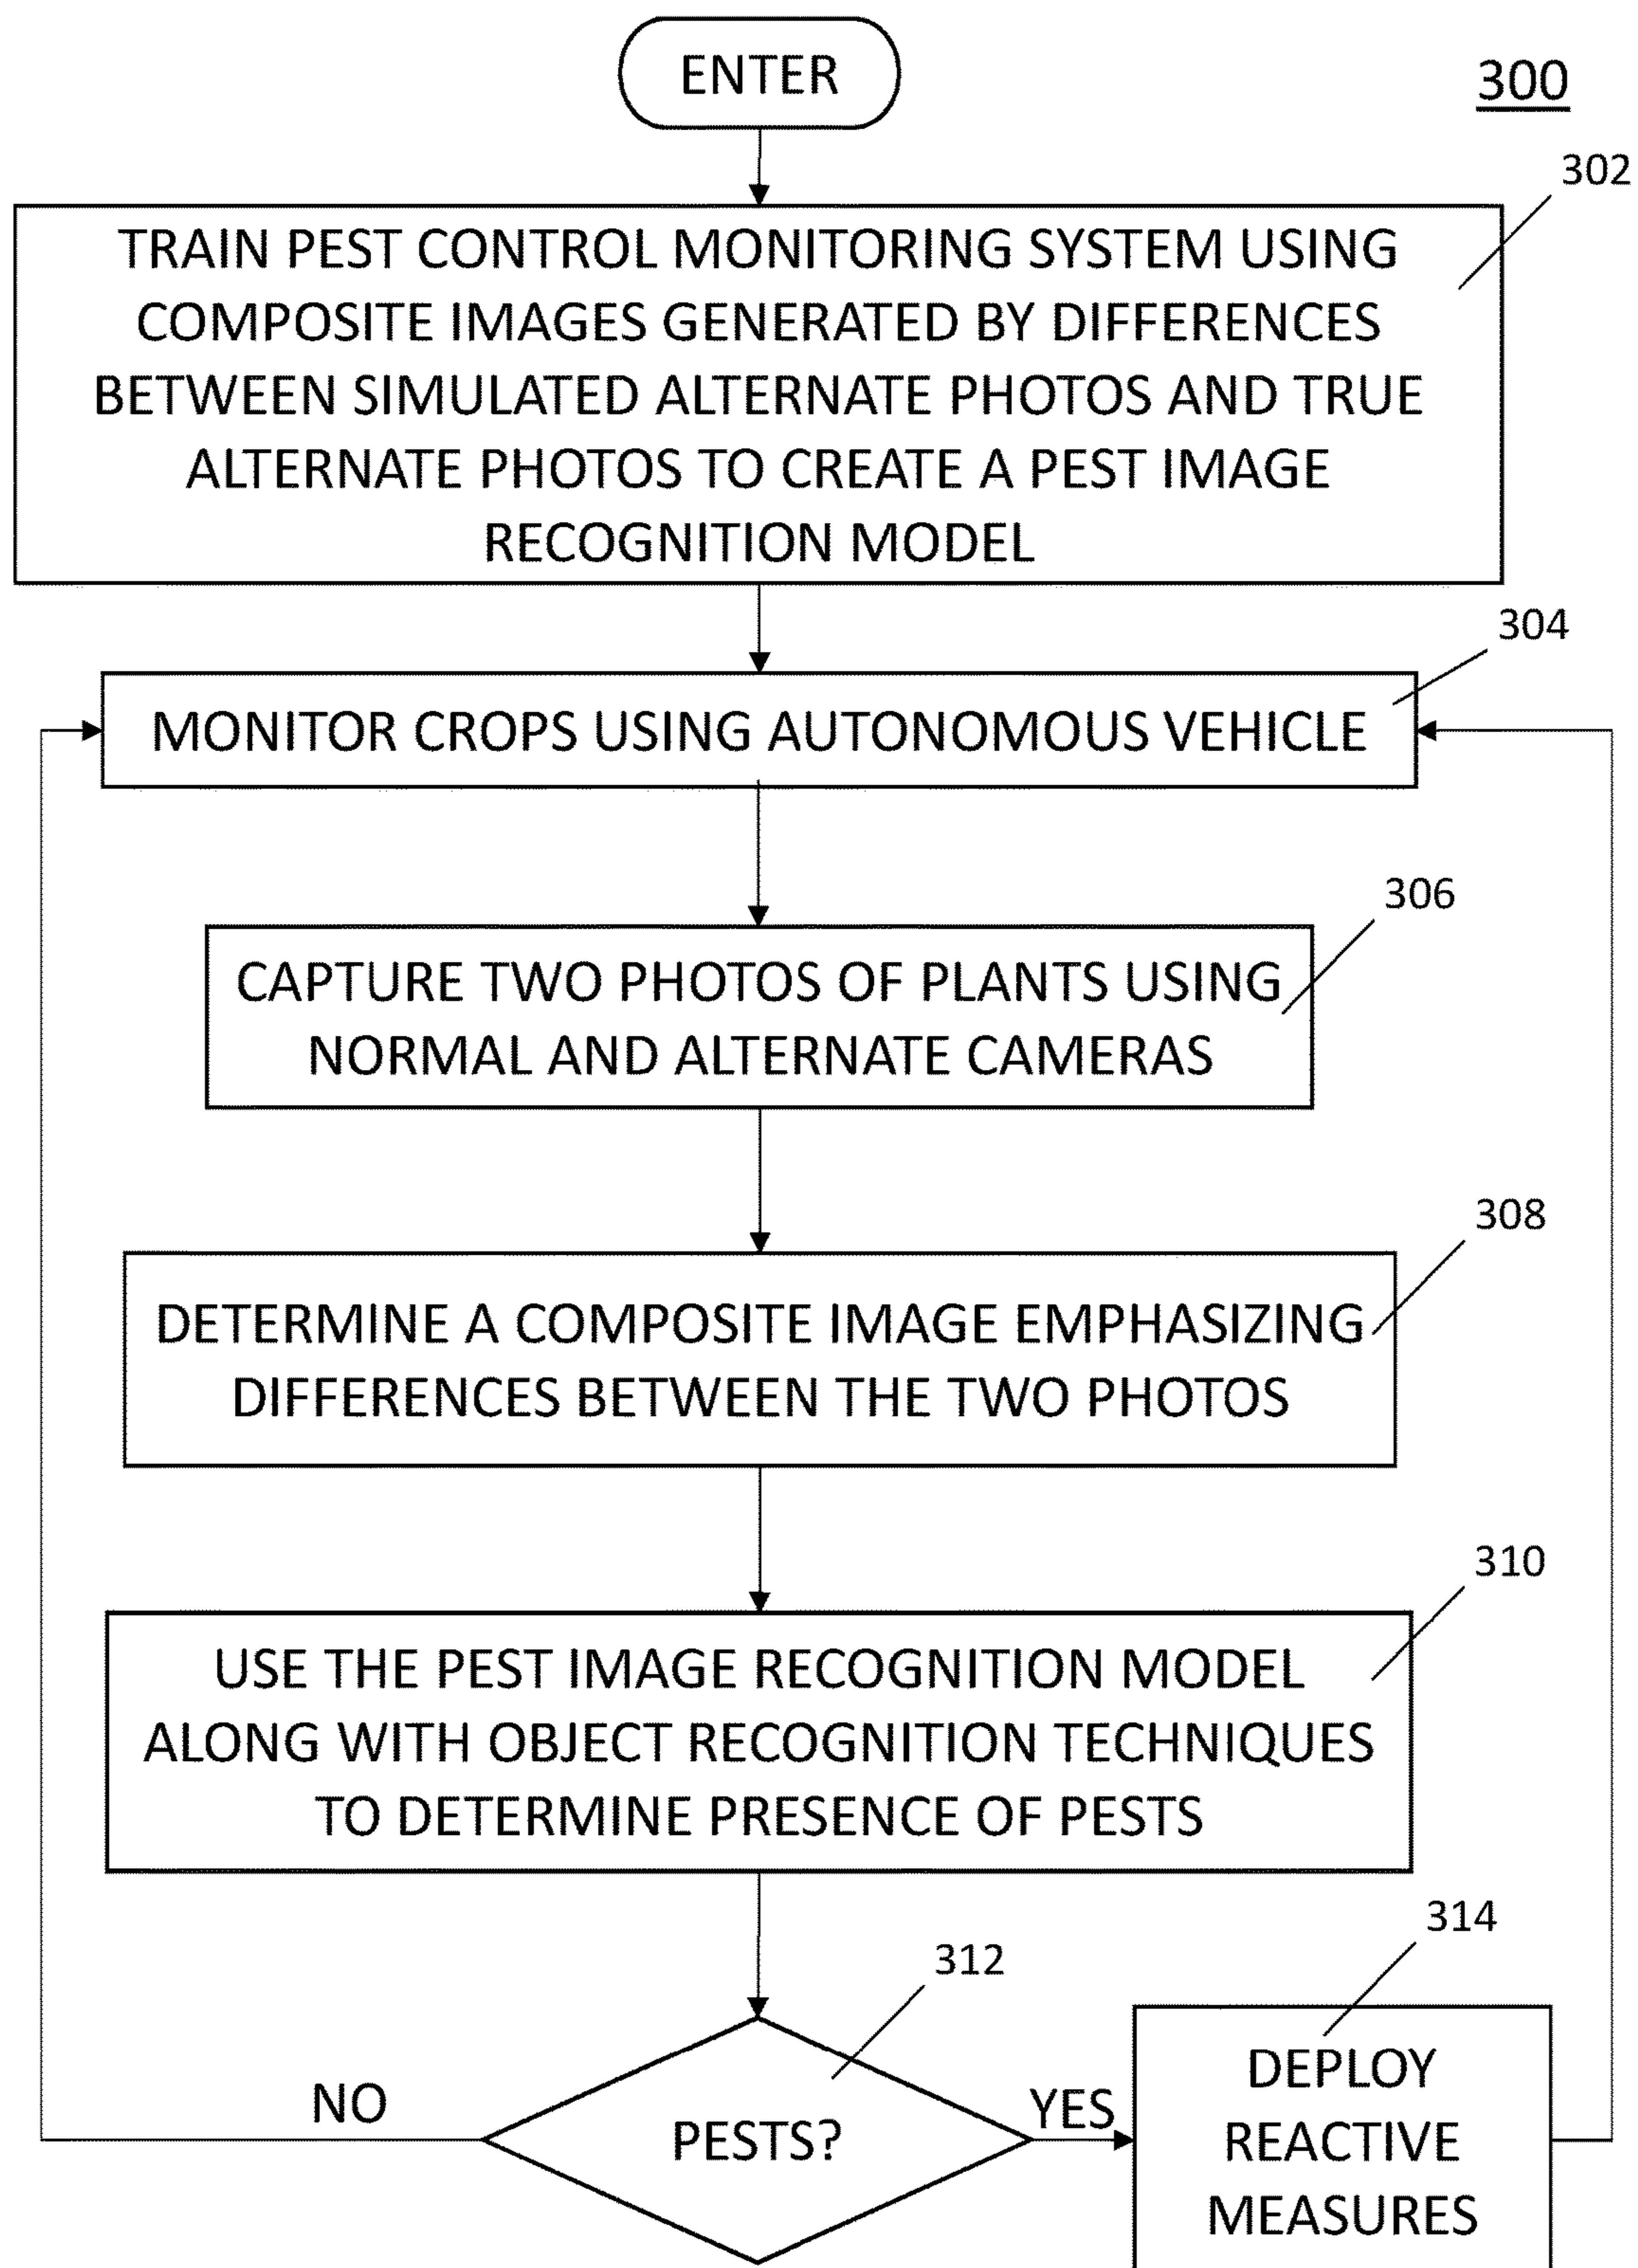 ENTER
300
302
TRAIN PEST CONTROL MONITORING SYSTEM USING
COMPOSITE IMAGES GENERATED BY DIFFERENCES
BETWEEN SIMULATED ALTERNATE PHOTOS AND TRUE
ALTERNATE PHOTOS TO CREATE A PEST IMAGE
RECOGNITION MODEL
304
MONITOR CROPS USING AUTONOMOUS VEHICLE
306
CAPTURE TWO PHOTOS OF PLANTS USING
NORMAL AND ALTERNATE CAMERAS
308
DETERMINE A COMPOSITE IMAGE EMPHASIZING
DIFFERENCES BETWEEN THE TWO PHOTOS
310
USE THE PEST IMAGE RECOGNITION MODEL
ALONG WITH OBJECT RECOGNITION TECHNIQUES
TO DETERMINE PRESENCE OF PESTS
312
PESTS?
NO
YES
314
DEPLOY
REACTIVE
MEASURES